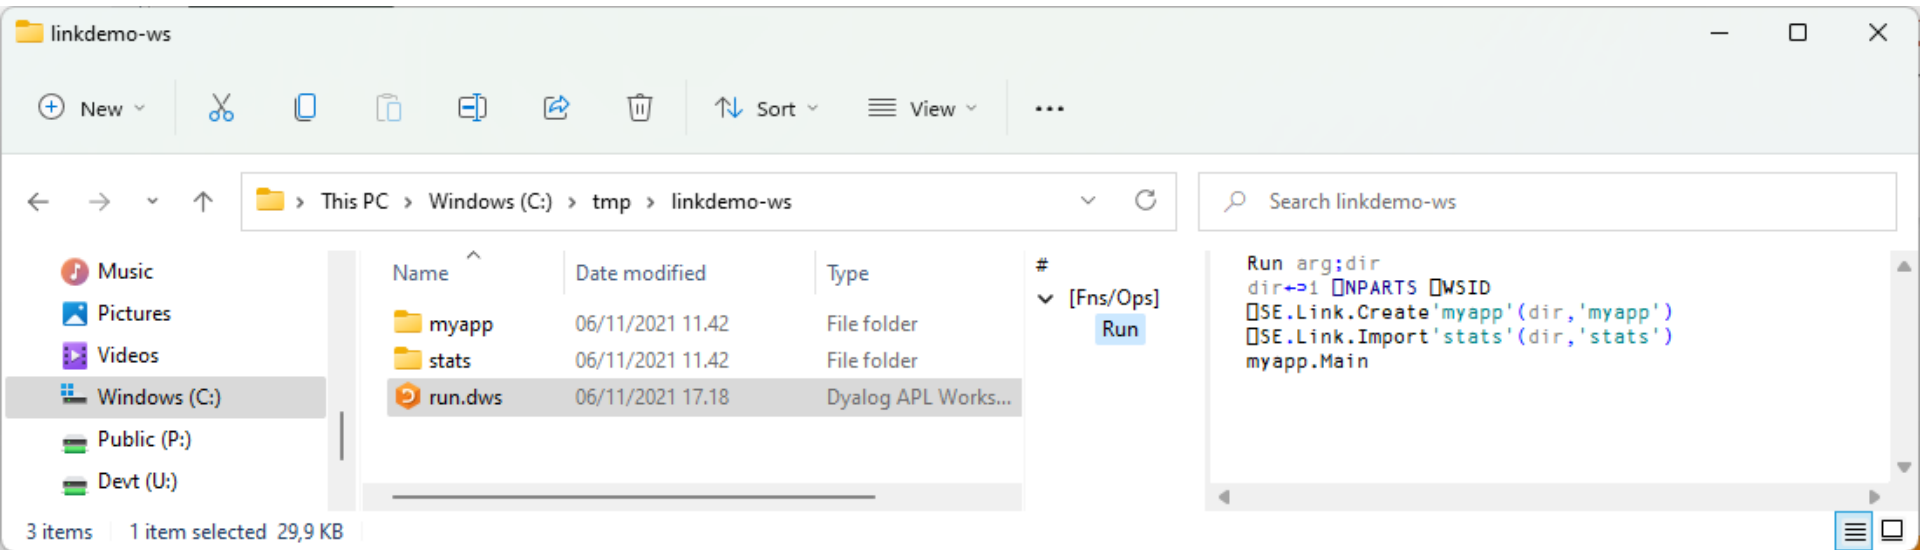 linkdemo-ws
New
Sort
View
This PC > Windows (C:) > tmp > linkdemo-ws
Search linkdemo-ws
Music
Pictures
Videos
Windows (C:)
Public (P:)
Devt (U:)
Name Date modified Type
myapp 06/11/2021 11.42 File folder
stats 06/11/2021 11.42 File folder
run.dws 06/11/2021 17.18 Dyalog APL Works...
#
[Fns/Ops]
Run
Run arg;dir
dir←⊃1 ⎕NPARTS ⎕WSID
⎕SE.Link.Create'myapp'(dir,'myapp')
⎕SE.Link.Import'stats'(dir,'stats')
myapp.Main
3 items 1 item selected 29,9 KB